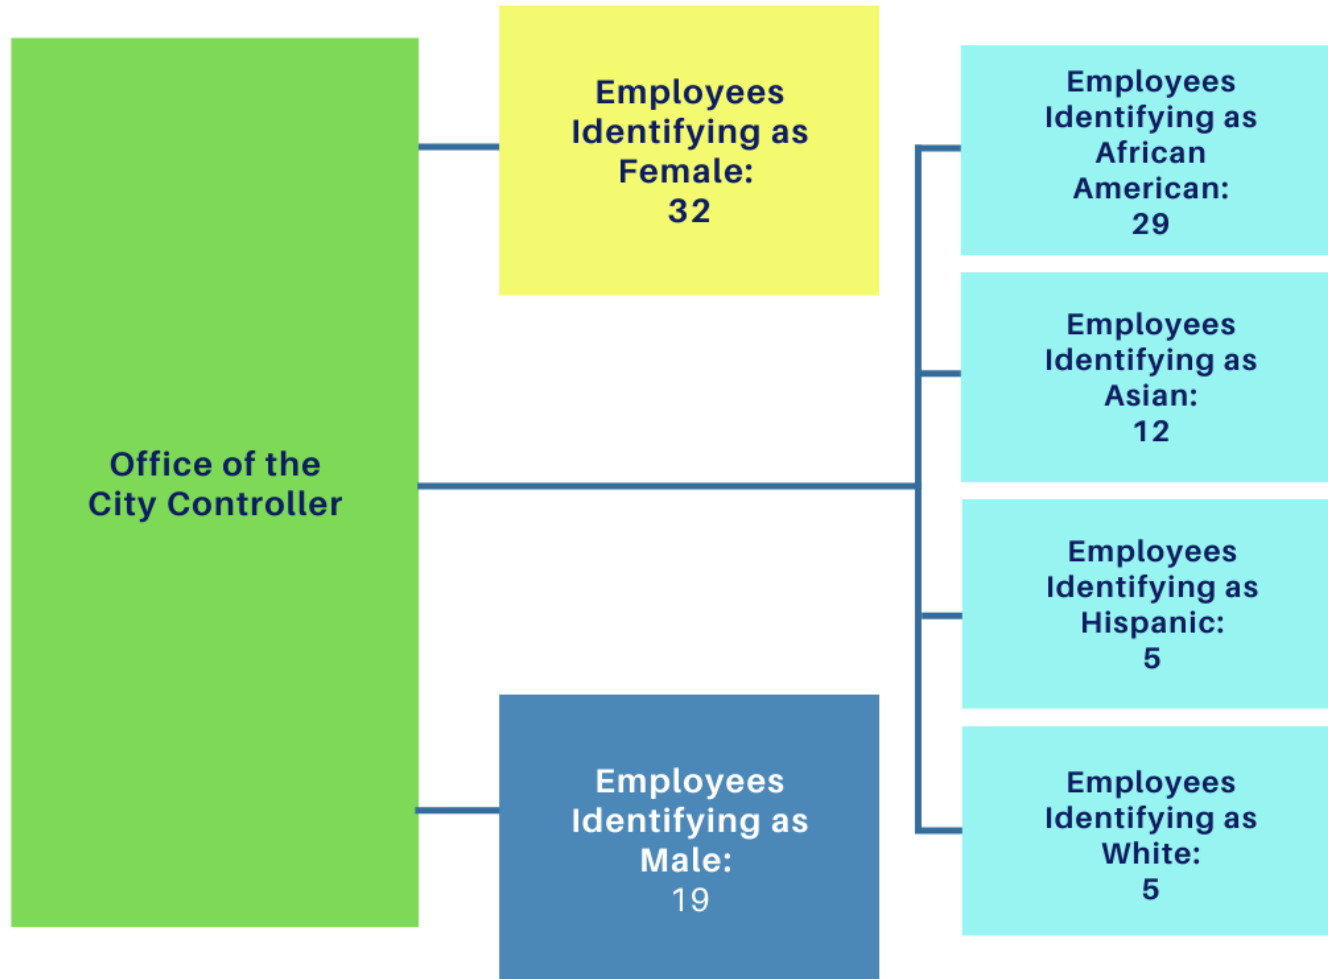 Office of the
City Controller
Employees
Identifying as
Female:
32
Employees
Identifying as
Male:
19
Employees
Identifying as
African
American:
29
Employees
Identifying as
Asian:
12
Employees
Identifying as
Hispanic:
5
Employees
Identifying as
White:
5